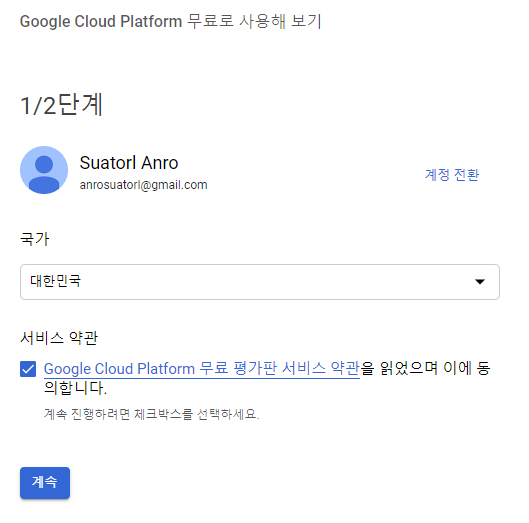 Google Cloud Platform 무료로 사용해 보기
1/2단계
Suatorl Anro
anrosuatorl@gmail.com
계정 전환
국가
대한민국
서비스 약관
Google Cloud Platform 무료 평가판 서비스 약관을 읽었으며 이에 동
의합니다.
계속 진행하려면 체크박스를 선택하세요.
계속